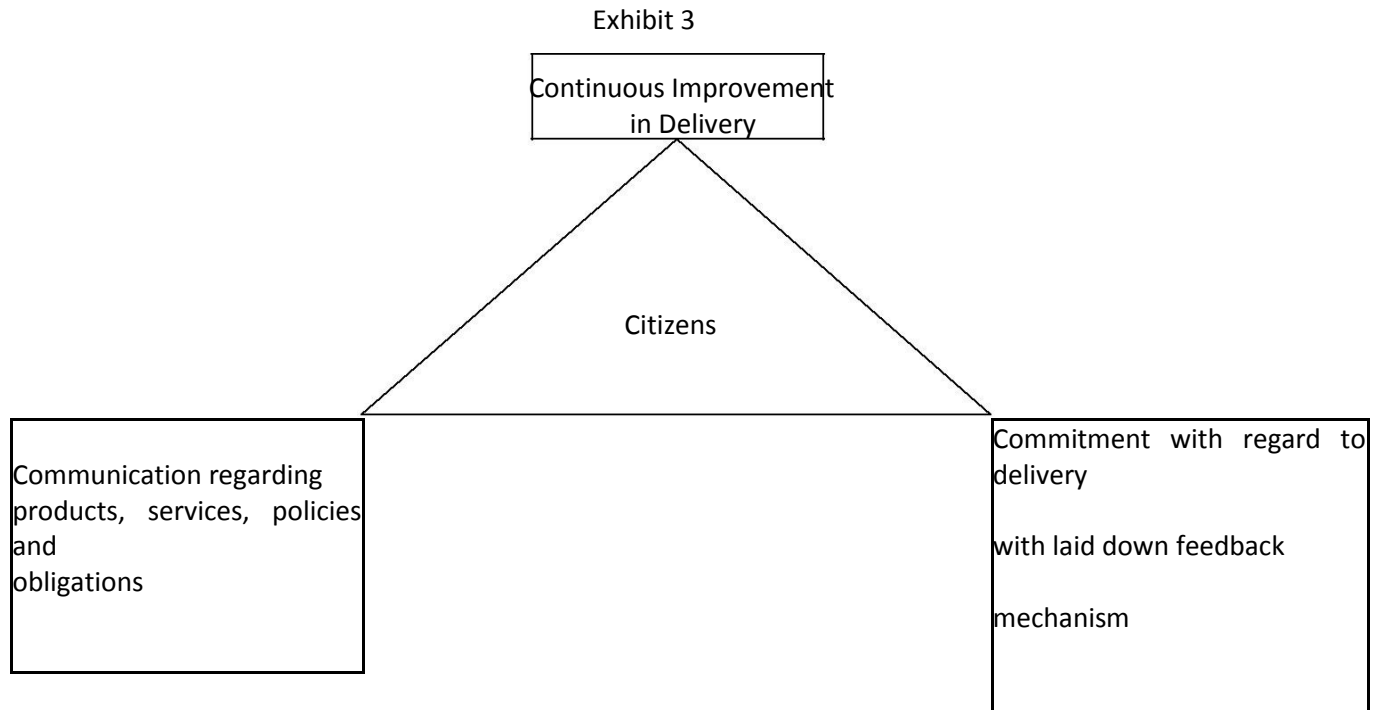 Exhibit 3
Continuous Improvement
in Delivery
Citizens
Communication regarding
products, services, policies
and
obligations
Commitment with regard to
delivery
with laid down feedback
mechanism